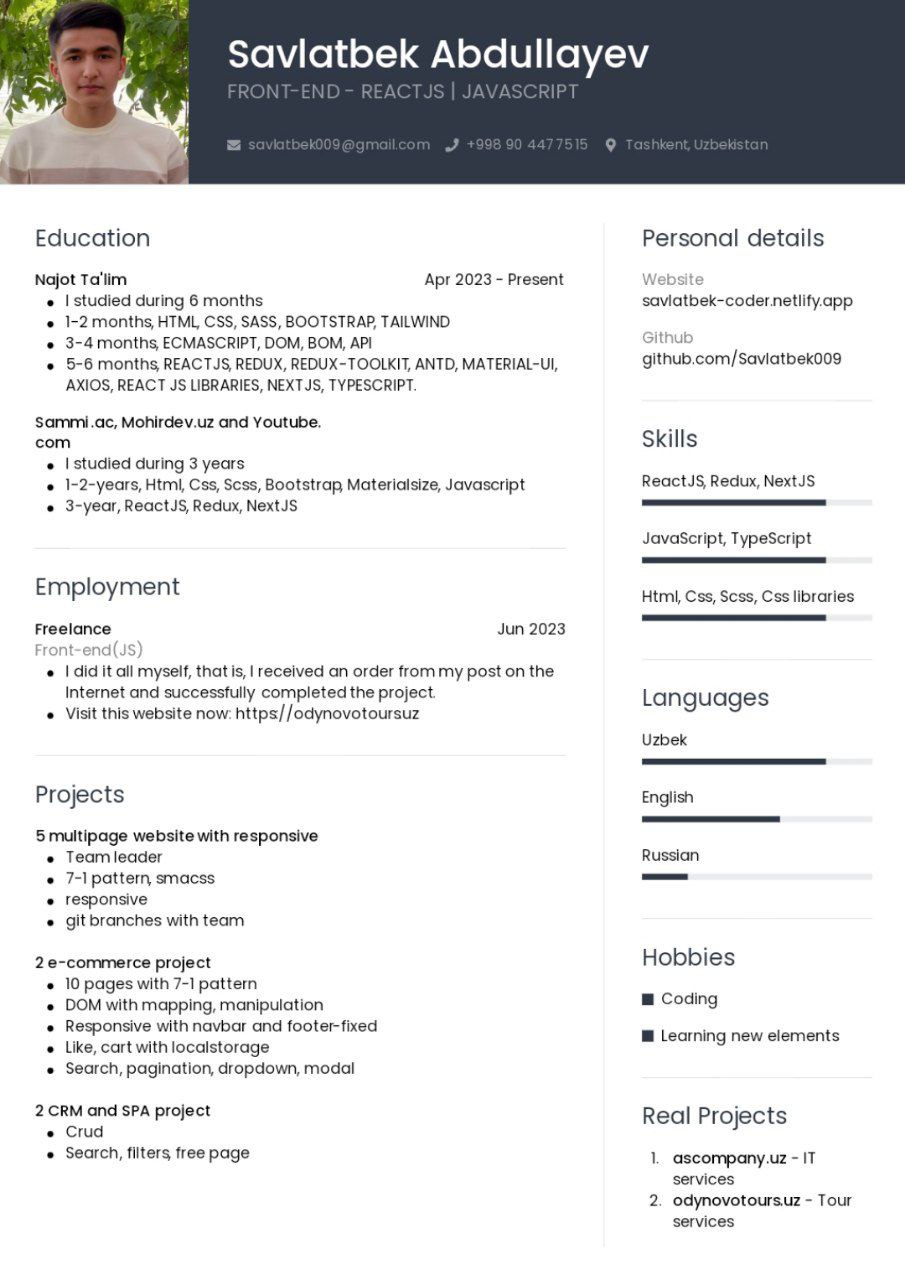 Savlatbek Abdullayev
FRONT-END - REACTJS | JAVASCRIPT
savlatbek009@gmail.com +998 90 4477515 Tashkent, Uzbekistan
Education
Najot Ta'lim Apr 2023 - Present
• I studied during 6 months
• 1-2 months, HTML, CSS, SASS, BOOTSTRAP, TAILWIND
• 3-4 months, ECMASCRIPT, DOM, BOM, API
• 5-6 months, REACTJS, REDUX, REDUX-TOOLKIT, ANTD, MATERIAL-UI,
AXIOS, REACT JS LIBRARIES, NEXTJS, TYPESCRIPT.
Sammi.ac, Mohirdev.uz and Youtube.
com
• I studied during 3 years
• 1-2-years, Html, Css, Scss, Bootstrap, Materialsize, Javascript
• 3-year, ReactJS, Redux, NextJS
Employment
Freelance Jun 2023
Front-end(JS)
• I did it all myself, that is, I received an order from my post on the
Internet and successfully completed the project.
• Visit this website now: https://odynovotours.uz
Projects
5 multipage website with responsive
• Team leader
• 7-1 pattern, smacss
• responsive
• git branches with team
2 e-commerce project
• 10 pages with 7-1 pattern
• DOM with mapping, manipulation
• Responsive with navbar and footer-fixed
• Like, cart with localstorage
• Search, pagination, dropdown, modal
2 CRM and SPA project
• Crud
• Search, filters, free page
Personal details
Website
savlatbek-coder.netlify.app
Github
github.com/Savlatbek009
Skills
ReactJS, Redux, NextJS
JavaScript, TypeScript
Html, Css, Scss, Css libraries
Languages
Uzbek
English
Russian
Hobbies
Coding
Learning new elements
Real Projects
1. ascompany.uz - IT
services
2. odynovotours.uz - Tour
services